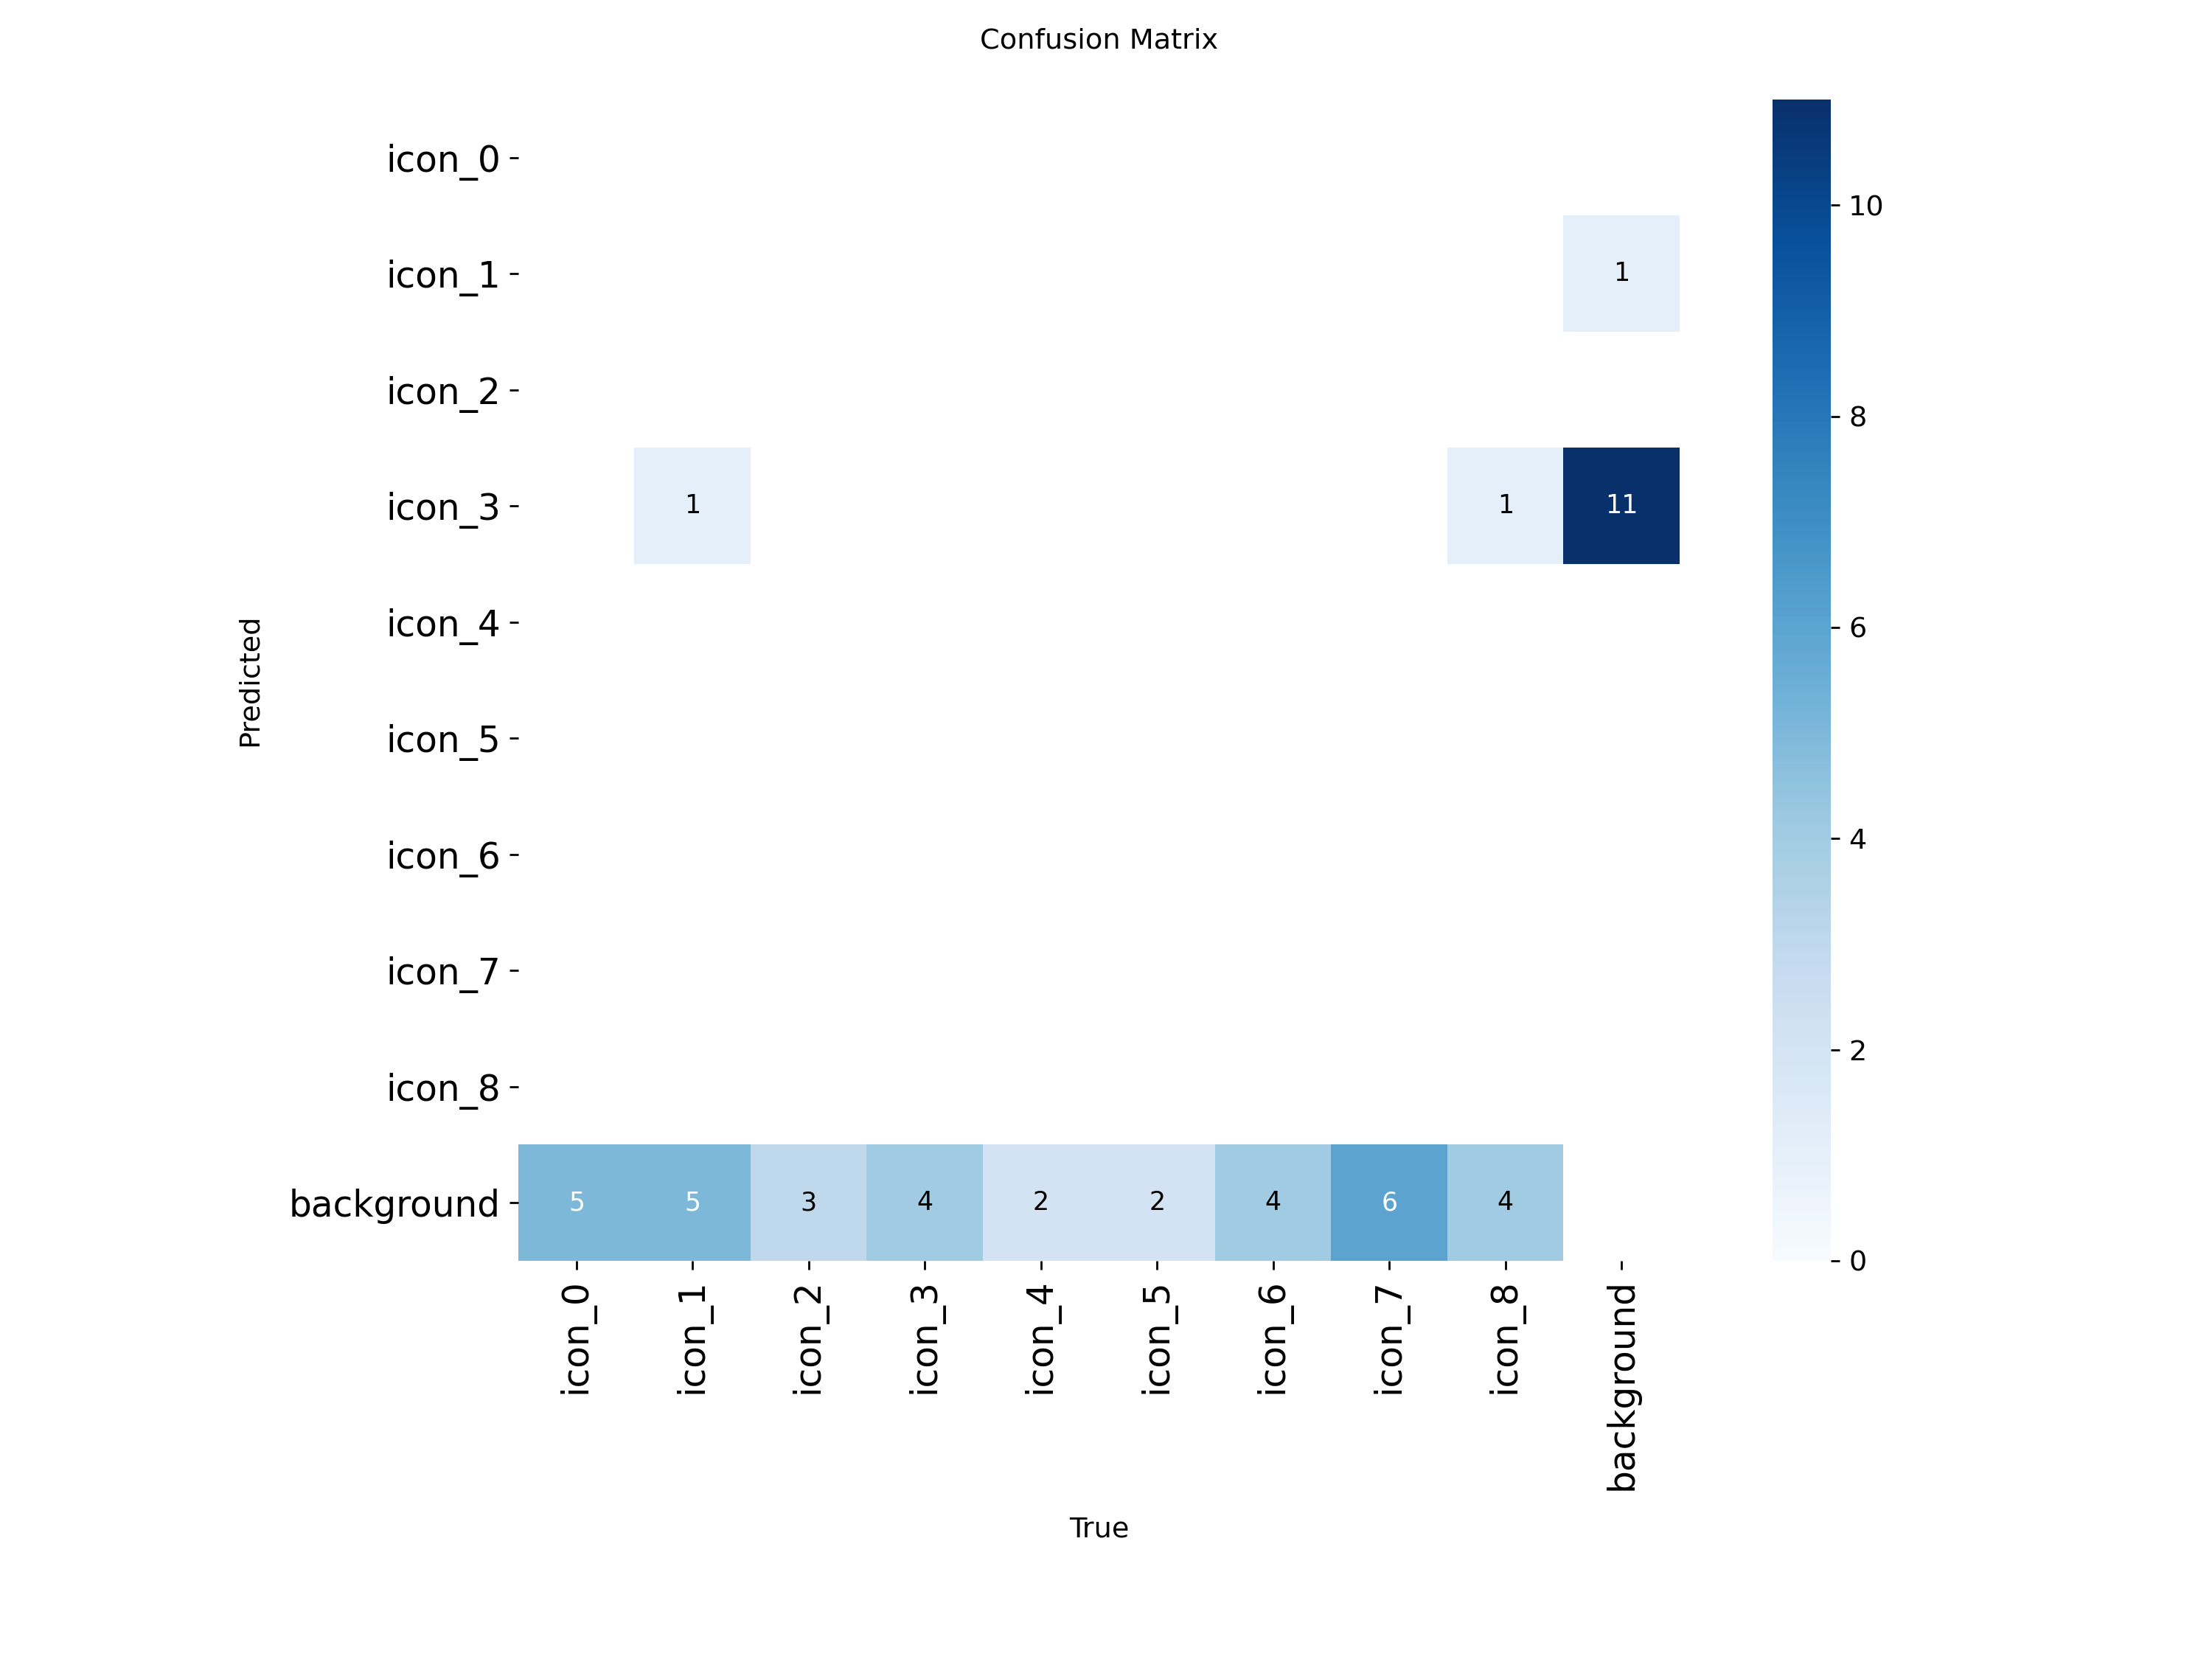 Confusion Matrix
icon_0
icon_1
1
icon_2
icon_3
1 1 11
icon_4
icon_5
icon_6
icon_7
icon_8
background
5 5 3 4 2 2 4 6 4
icon_0 icon_1 icon_2 icon_3 icon_4 icon_5 icon_6 icon_7 icon_8 background
True
Predicted
10
8
6
4
2
0